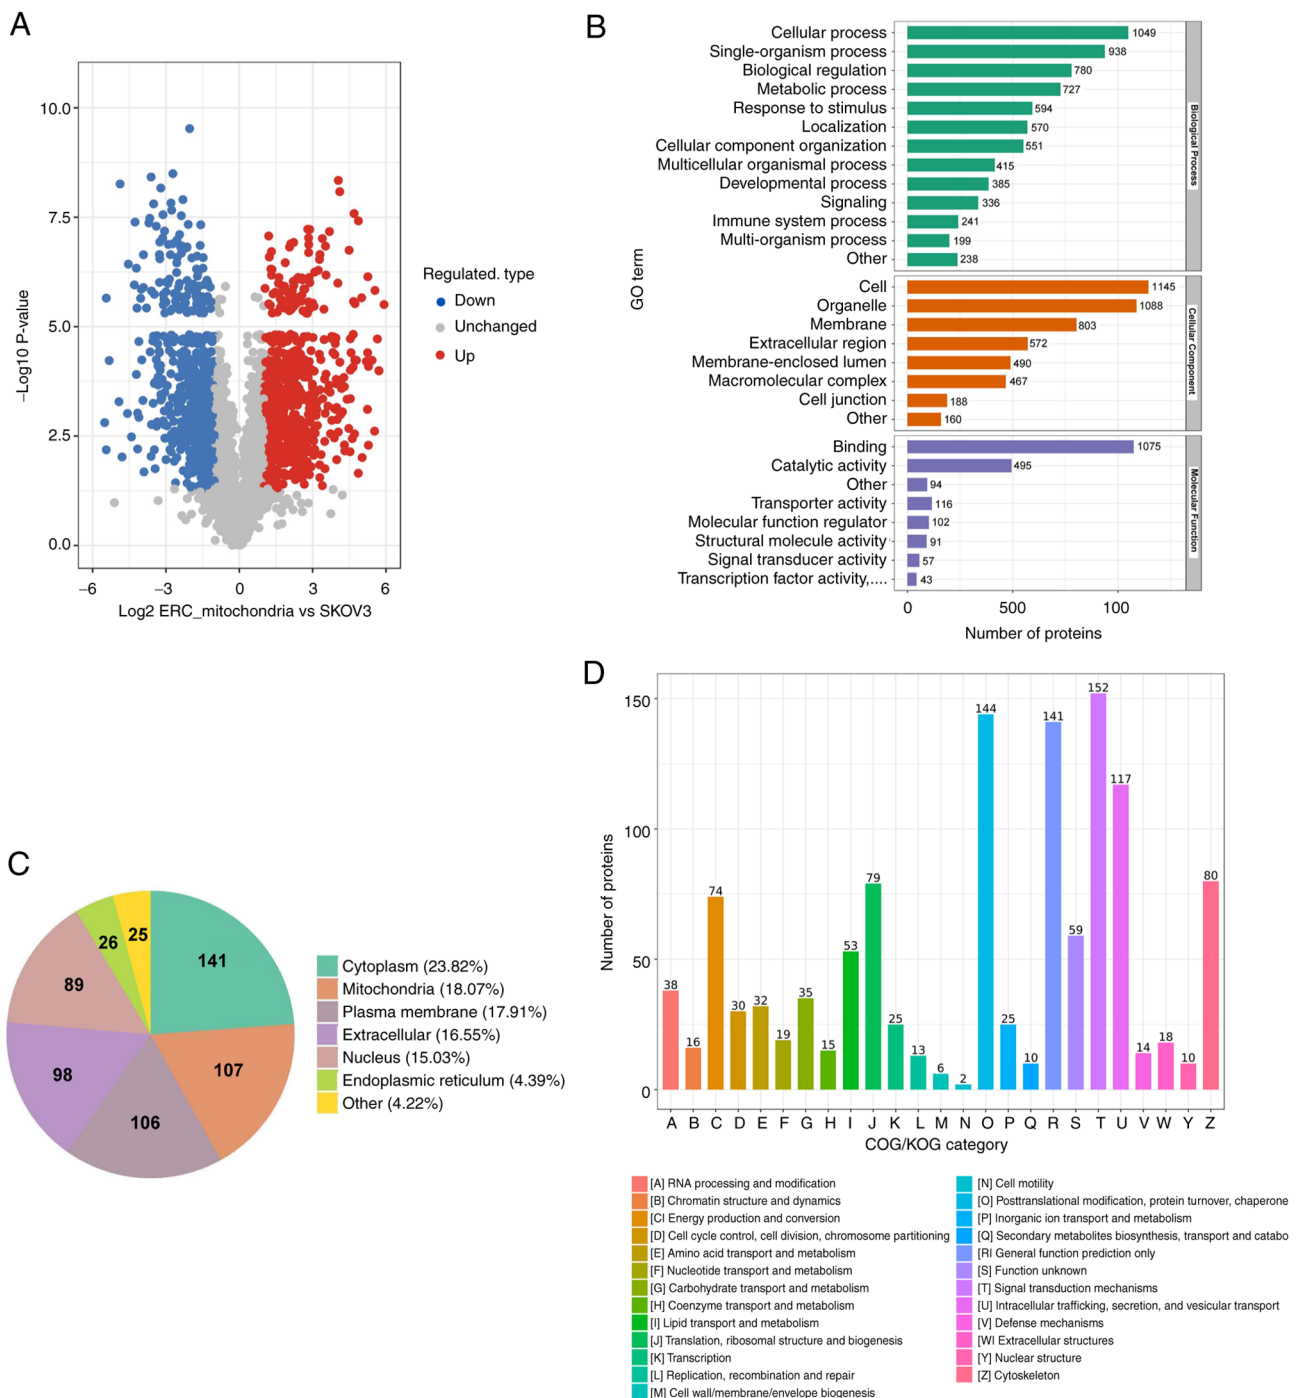 A
10.0
7.5
5.0
2.5
0.0
−Log10 P-value
−6
−3
0
3
6
Log2 ERC_mitochondria vs SKOV3
Regulated. type
Down
Unchanged
Up
B
GO term
Cellular process 1049
Single-organism process 938
Biological regulation 780
Metabolic process 727
Response to stimulus 594
Localization 570
Cellular component organization 551
Multicellular organismal process 415
Developmental process 385
Signaling 336
Immune system process 241
Multi-organism process 199
Other 238
Biological Process
Cell 1145
Organelle 1088
Membrane 803
Extracellular region 572
Membrane-enclosed lumen 490
Macromolecular complex 467
Cell junction 188
Other 160
Cellular Component
Binding 1075
Catalytic activity 495
Other 94
Transporter activity 116
Molecular function regulator 102
Structural molecule activity 91
Signal transducer activity 57
Transcription factor activity,.... 43
Molecular Function
0 500 100
Number of proteins
C
141
107
106
98
89
26
25
Cytoplasm (23.82%)
Mitochondria (18.07%)
Plasma membrane (17.91%)
Extracellular (16.55%)
Nucleus (15.03%)
Endoplasmic reticulum (4.39%)
Other (4.22%)
D
150
100
50
0
Number of proteins
38 16 74 30 32 19 35 15 53 79 25 13 6 2 144 25 10 141 59 152 117 14 18 10 80
A B C D E F G H I J K L M N O P Q R S T U V W Y Z
COG/KOG category
[A] RNA processing and modification
[B] Chromatin structure and dynamics
[CI Energy production and conversion
[D] Cell cycle control, cell division, chromosome partitioning
[E] Amino acid transport and metabolism
[F] Nucleotide transport and metabolism
[G] Carbohydrate transport and metabolism
[H] Coenzyme transport and metabolism
[I] Lipid transport and metabolism
[J] Translation, ribosomal structure and biogenesis
[K] Transcription
[L] Replication, recombination and repair
[M] Cell wall/membrane/envelope biogenesis
[N] Cell motility
[O] Posttranslational modification, protein turnover, chaperone
[P] Inorganic ion transport and metabolism
[Q] Secondary metabolites biosynthesis, transport and catabo
[RI General function prediction only
[S] Function unknown
[T] Signal transduction mechanisms
[U] Intracellular trafficking, secretion, and vesicular transport
[V] Defense mechanisms
[WI Extracellular structures
[Y] Nuclear structure
[Z] Cytoskeleton